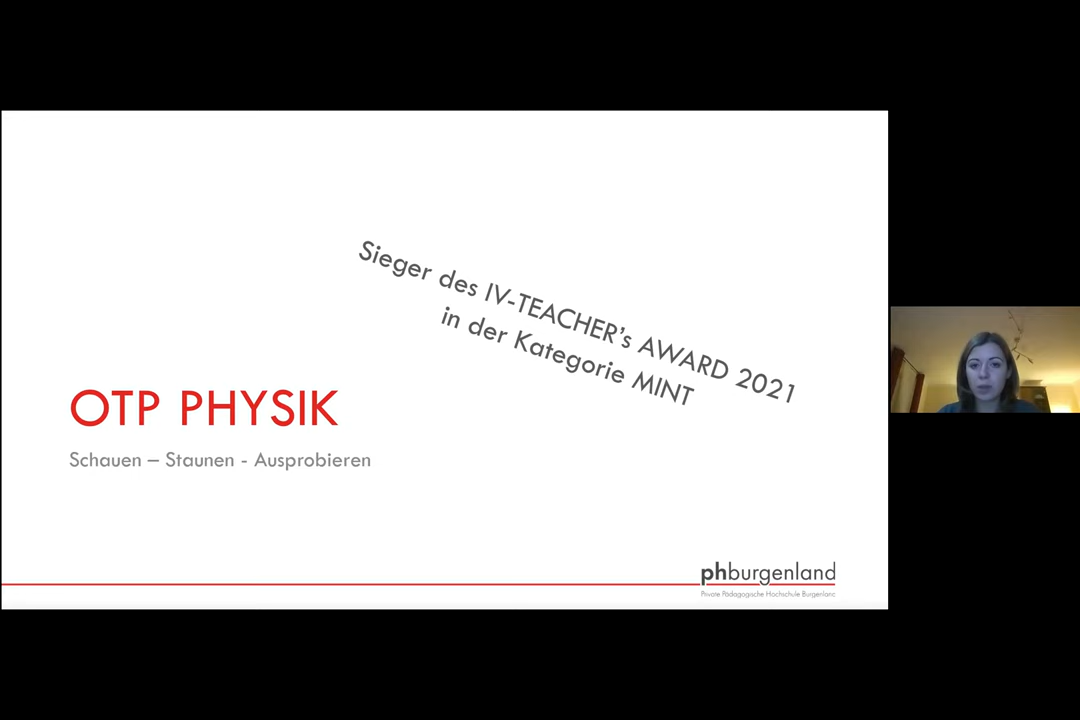 Sieger des IV-TEACHER’s AWARD 2021
in der Kategorie MINT
OTP PHYSIK
Schauen – Staunen - Ausprobieren
phburgenland
Private Pädagogische Hochschule Burgenland